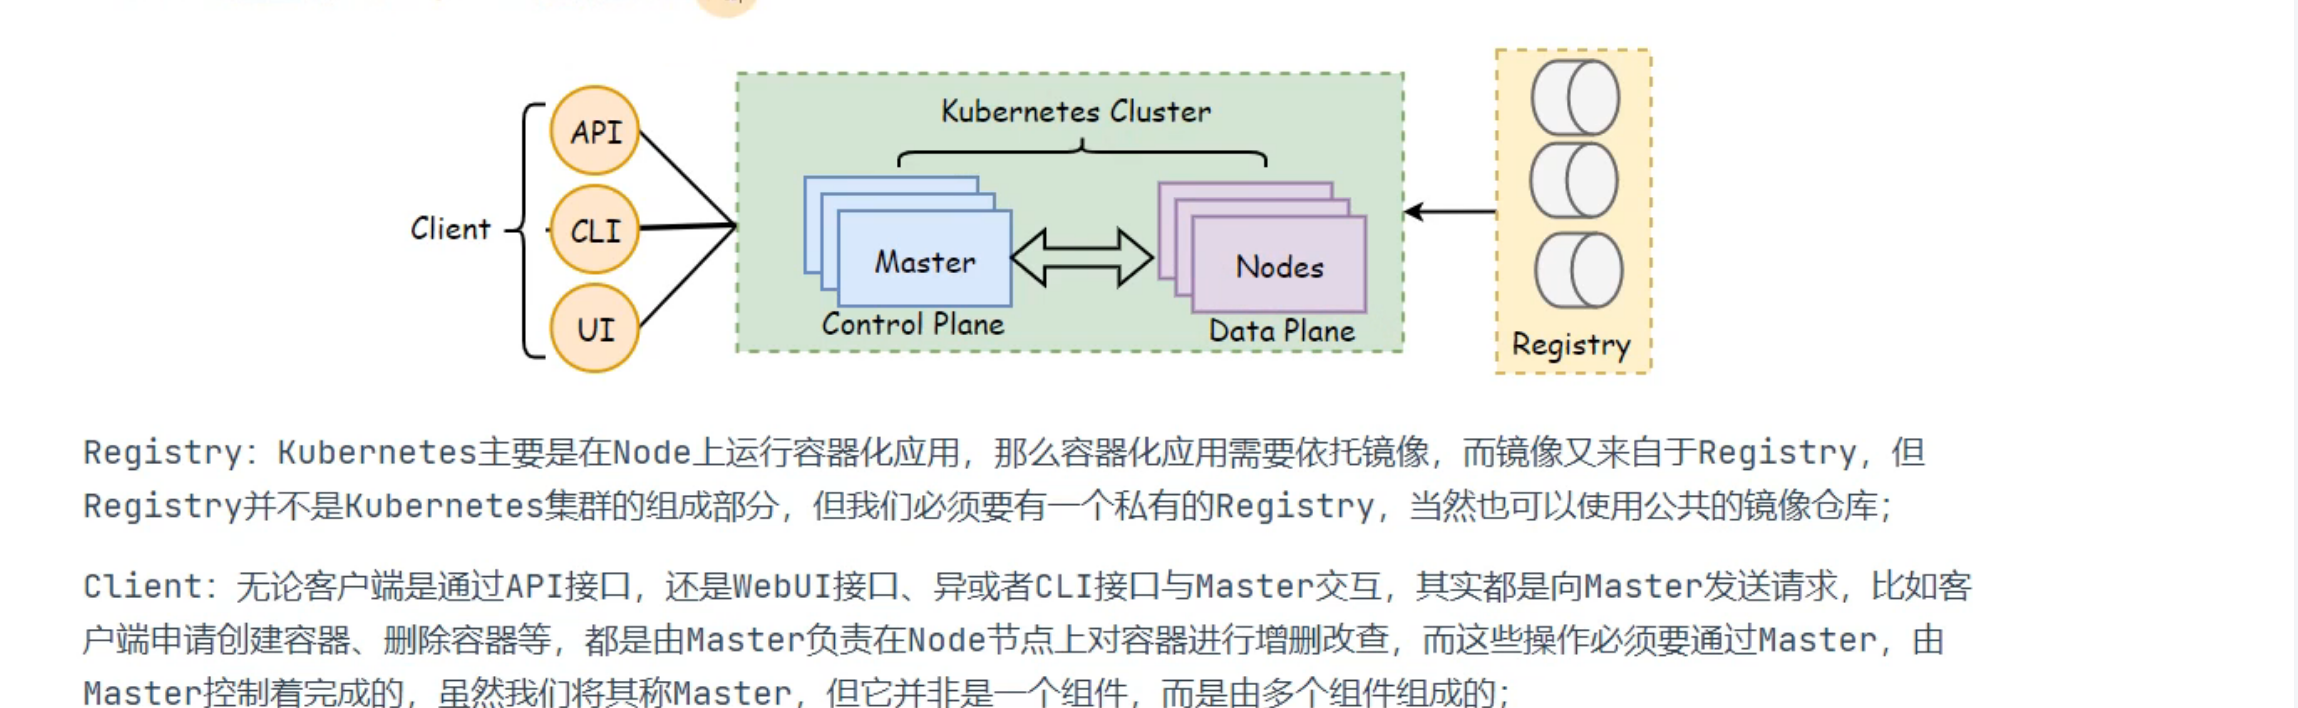 Kubernetes Cluster
API
Client
CLI
UI
Master
Nodes
Control Plane
Data Plane
Registry
Registry：Kubernetes主要是在Node上运行容器化应用，那么容器化应用需要依托镜像，而镜像又来自于Registry，但
Registry并不是Kubernetes集群的组成部分，但我们必须要有一个私有的Registry，当然也可以使用公共的镜像仓库；
Client：无论客户端是通过API接口，还是WebUI接口、异或者CLI接口与Master交互，其实都是向Master发送请求，比如客
户端申请创建容器、删除容器等，都是由Master负责在Node节点上对容器进行增删改查，而这些操作必须要通过Master，由
Master控制着完成的，虽然我们将其称Master，但它并非是一个组件，而是由多个组件组成的；